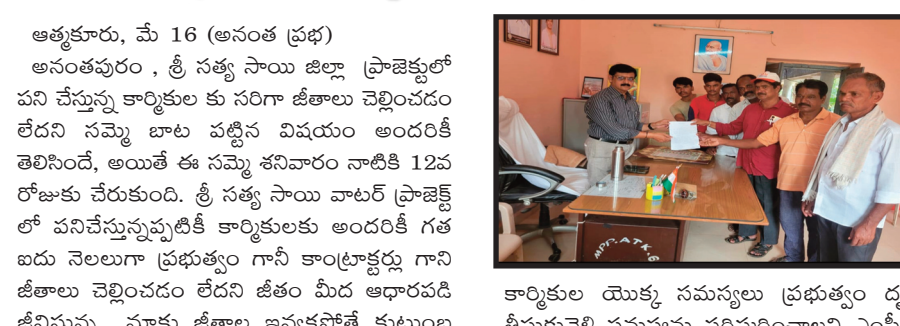 ఆత్మకూరు, మే 16 (అనంత ప్రభ)
అనంతపురం , శ్రీ సత్య సాయి జిల్లా ప్రాజెక్టులో
పని చేస్తున్న కార్మికుల కు సరిగా జీతాలు చెల్లించడం
లేదని సమ్మె బాట పట్టిన విషయం అందరికీ
తెలిసిందే, అయితే ఈ సమ్మె శనివారం నాటికి 12వ
రోజుకు చేరుకుంది. శ్రీ సత్య సాయి వాటర్ ప్రాజెక్ట్
లో పనిచేస్తున్నప్పటికీ కార్మికులకు అందరికీ గత
ఐదు నెలలుగా ప్రభుత్వం గానీ కాంట్రాక్టర్లు గాని
జీతాలు చెల్లించడం లేదని జీతం మీద ఆధారపడి
MPP.ATK
కార్మికుల యొక్క సమస్యలు ప్రభుత్వం